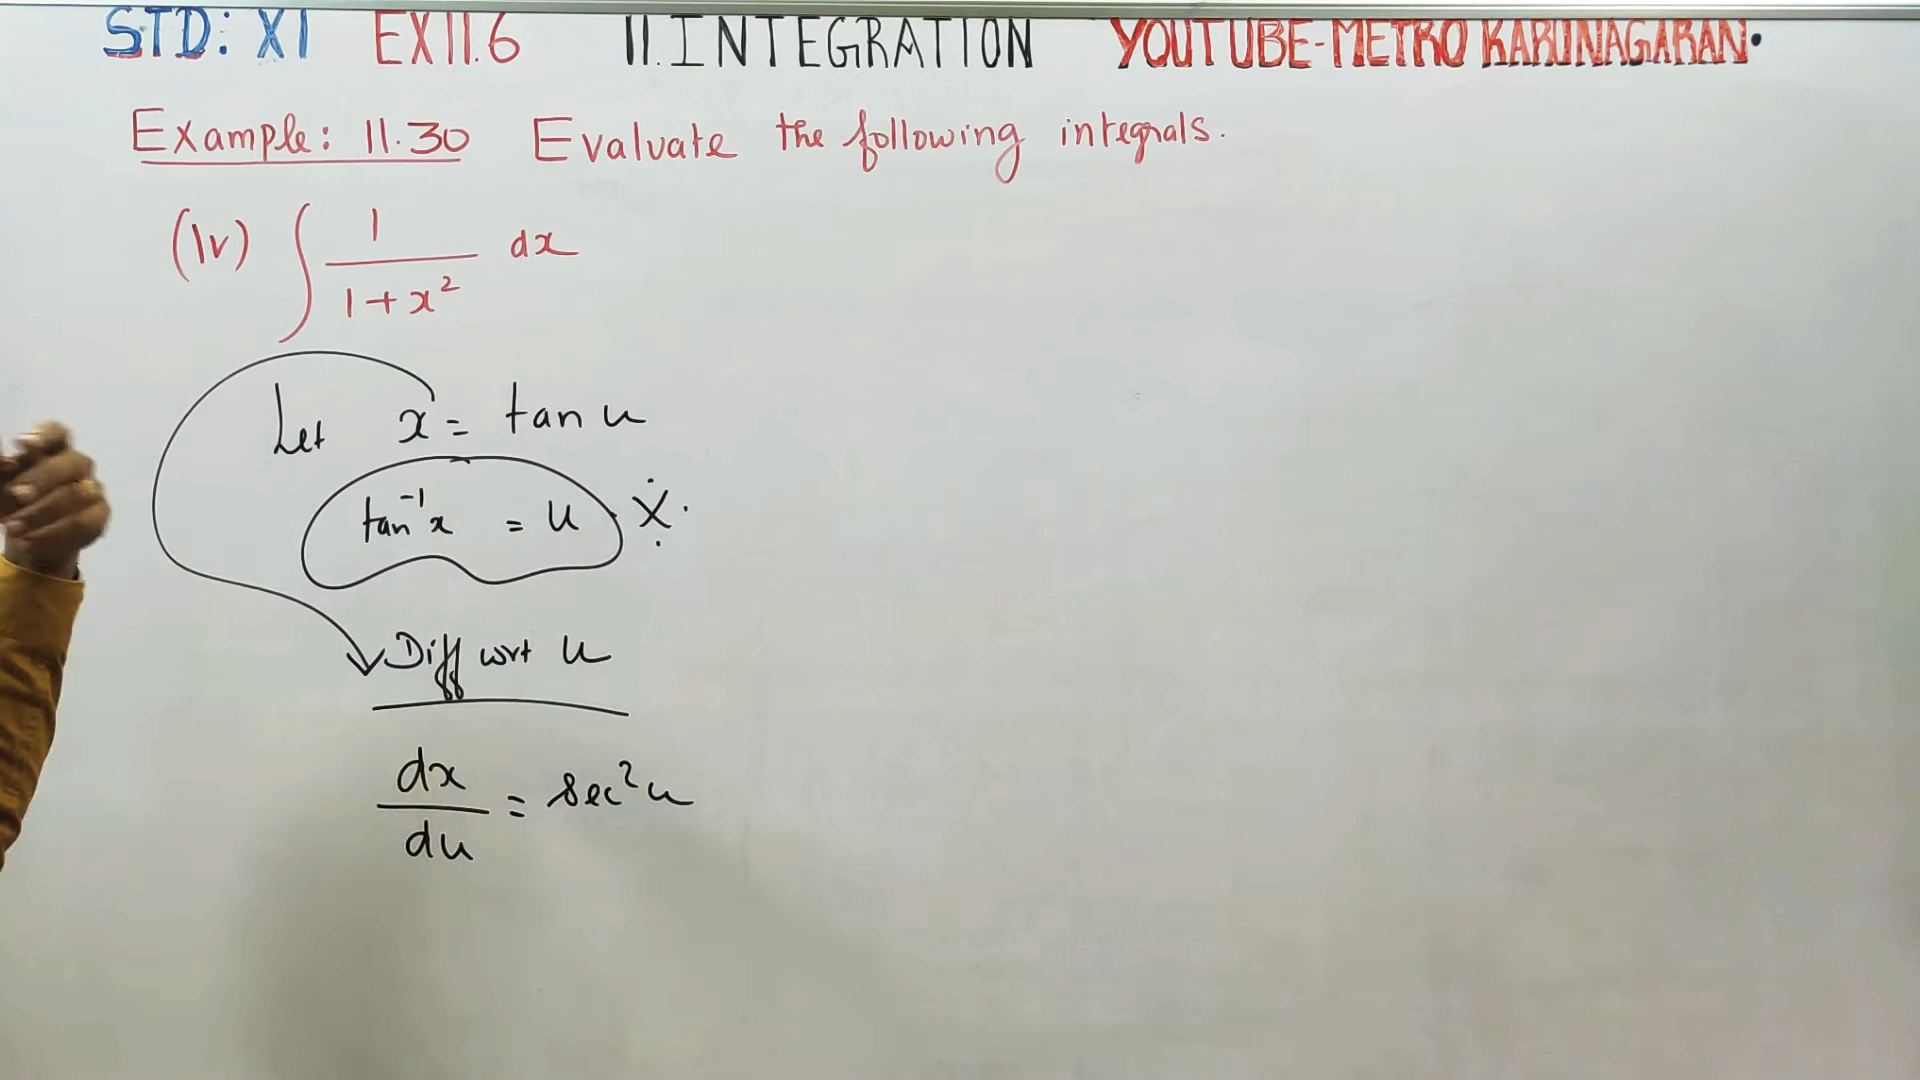 STD: XI EX11.6 11.INTEGRATION YOUTUBE-METRO KARUNAGARAN.
Example: 11.30 Evaluate the following integrals.
(iv) ∫ 1/(1+x²) dx
Let x = tan u
tan⁻¹x = u X
Diff wrt u
dx/du = sec²u